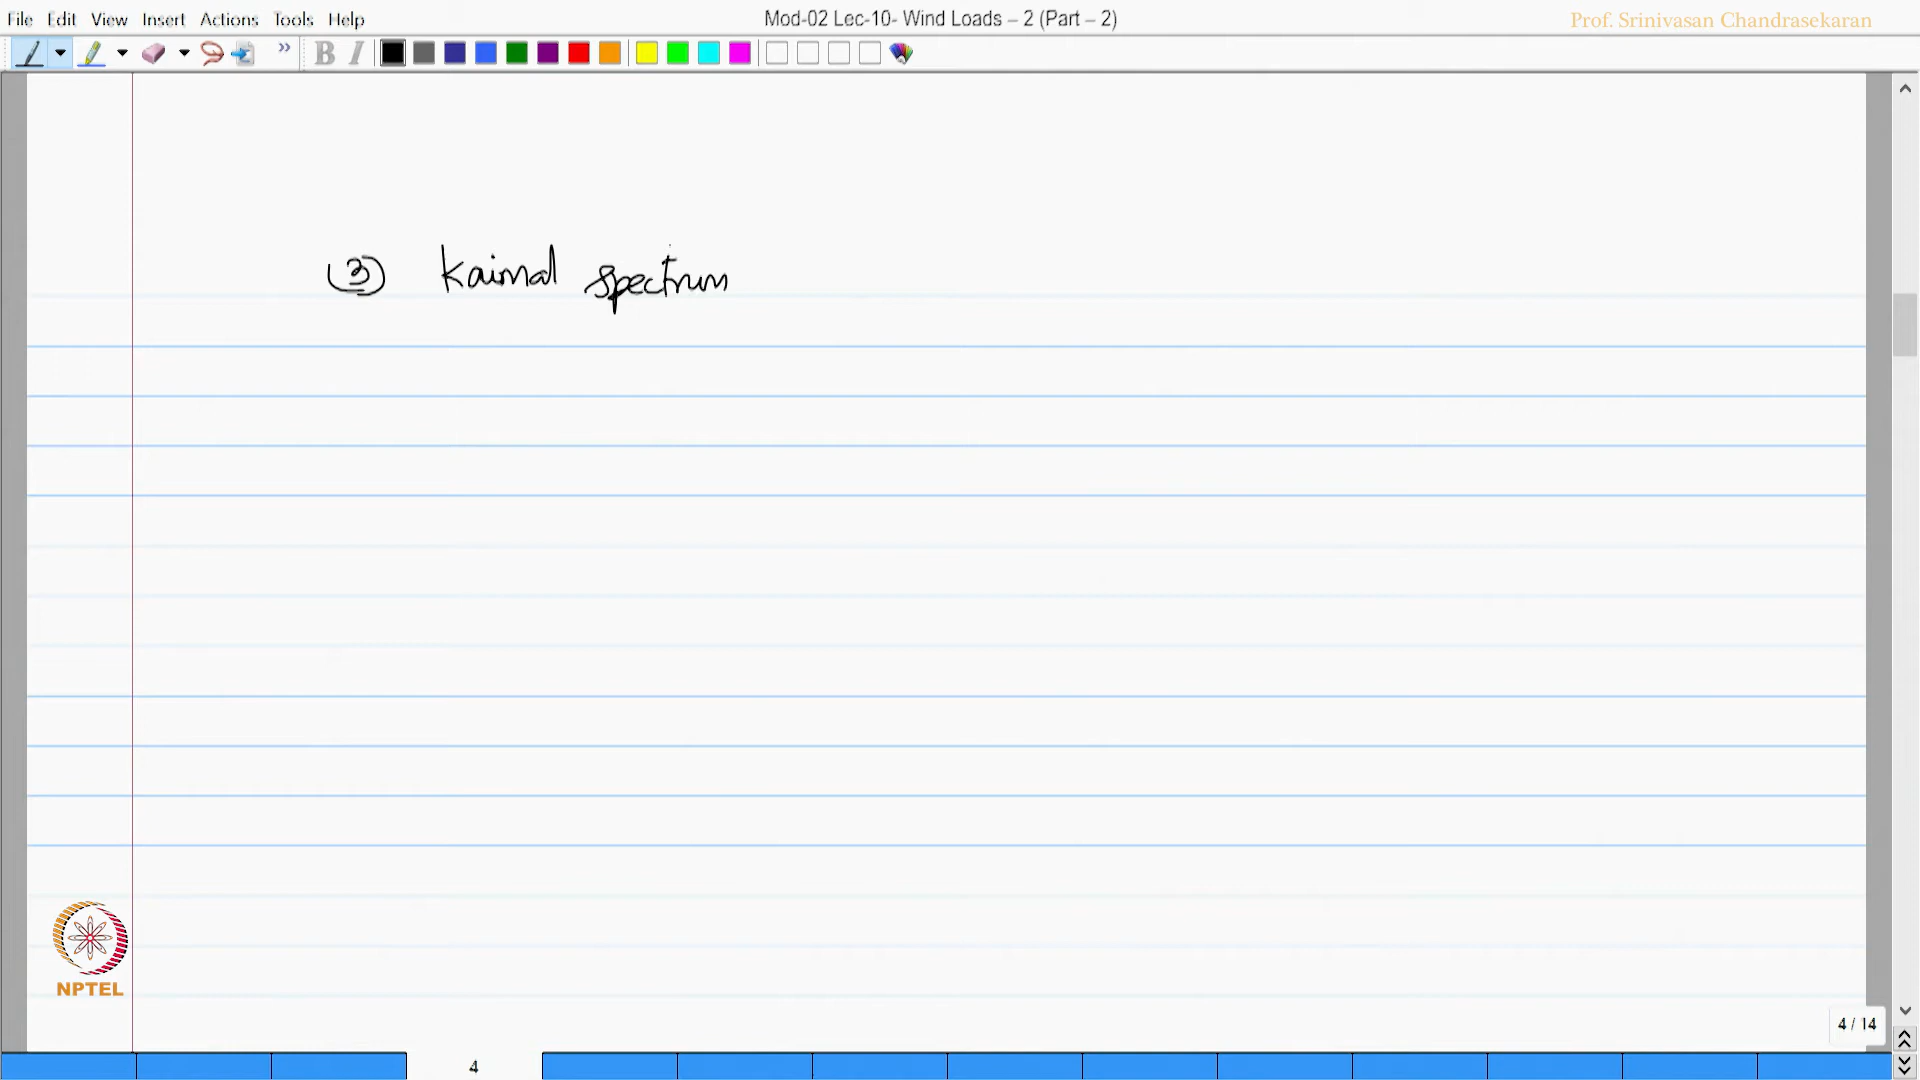 File Edit View Insert Actions Tools Help
Mod-02 Lec-10- Wind Loads – 2 (Part – 2)
Prof. Srinivasan Chandrasekaran
B I
③ Kaimal spectrum
NPTEL
4 / 14
4